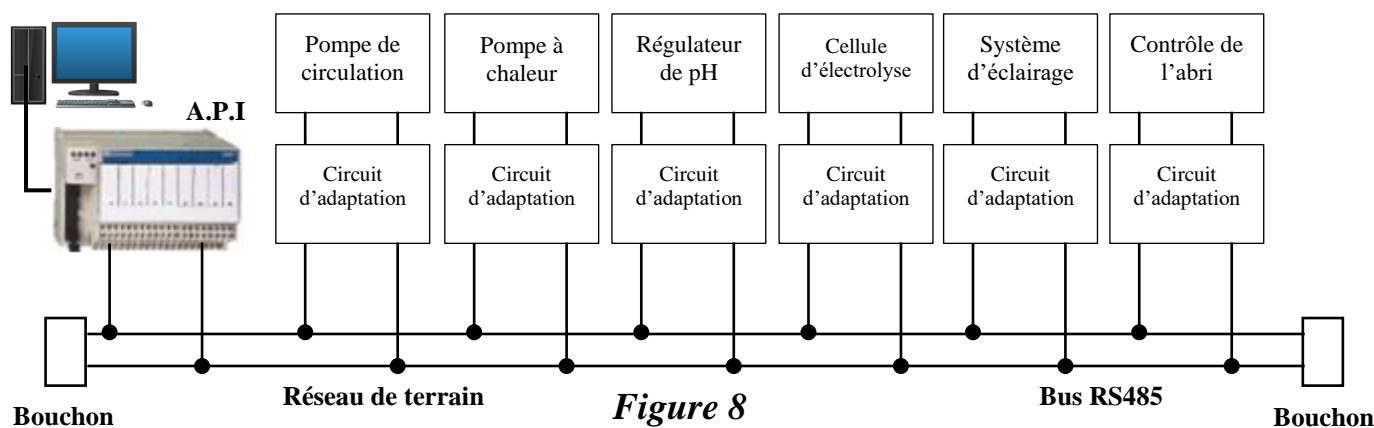 Pompe de
circulation
Pompe à
chaleur
Régulateur
de pH
Cellule
d’électrolyse
Système
d’éclairage
Contrôle de
l’abri
A.P.I
Circuit
d’adaptation
Circuit
d’adaptation
Circuit
d’adaptation
Circuit
d’adaptation
Circuit
d’adaptation
Circuit
d’adaptation
Réseau de terrain
Bus RS485
Bouchon
Figure 8
Bouchon